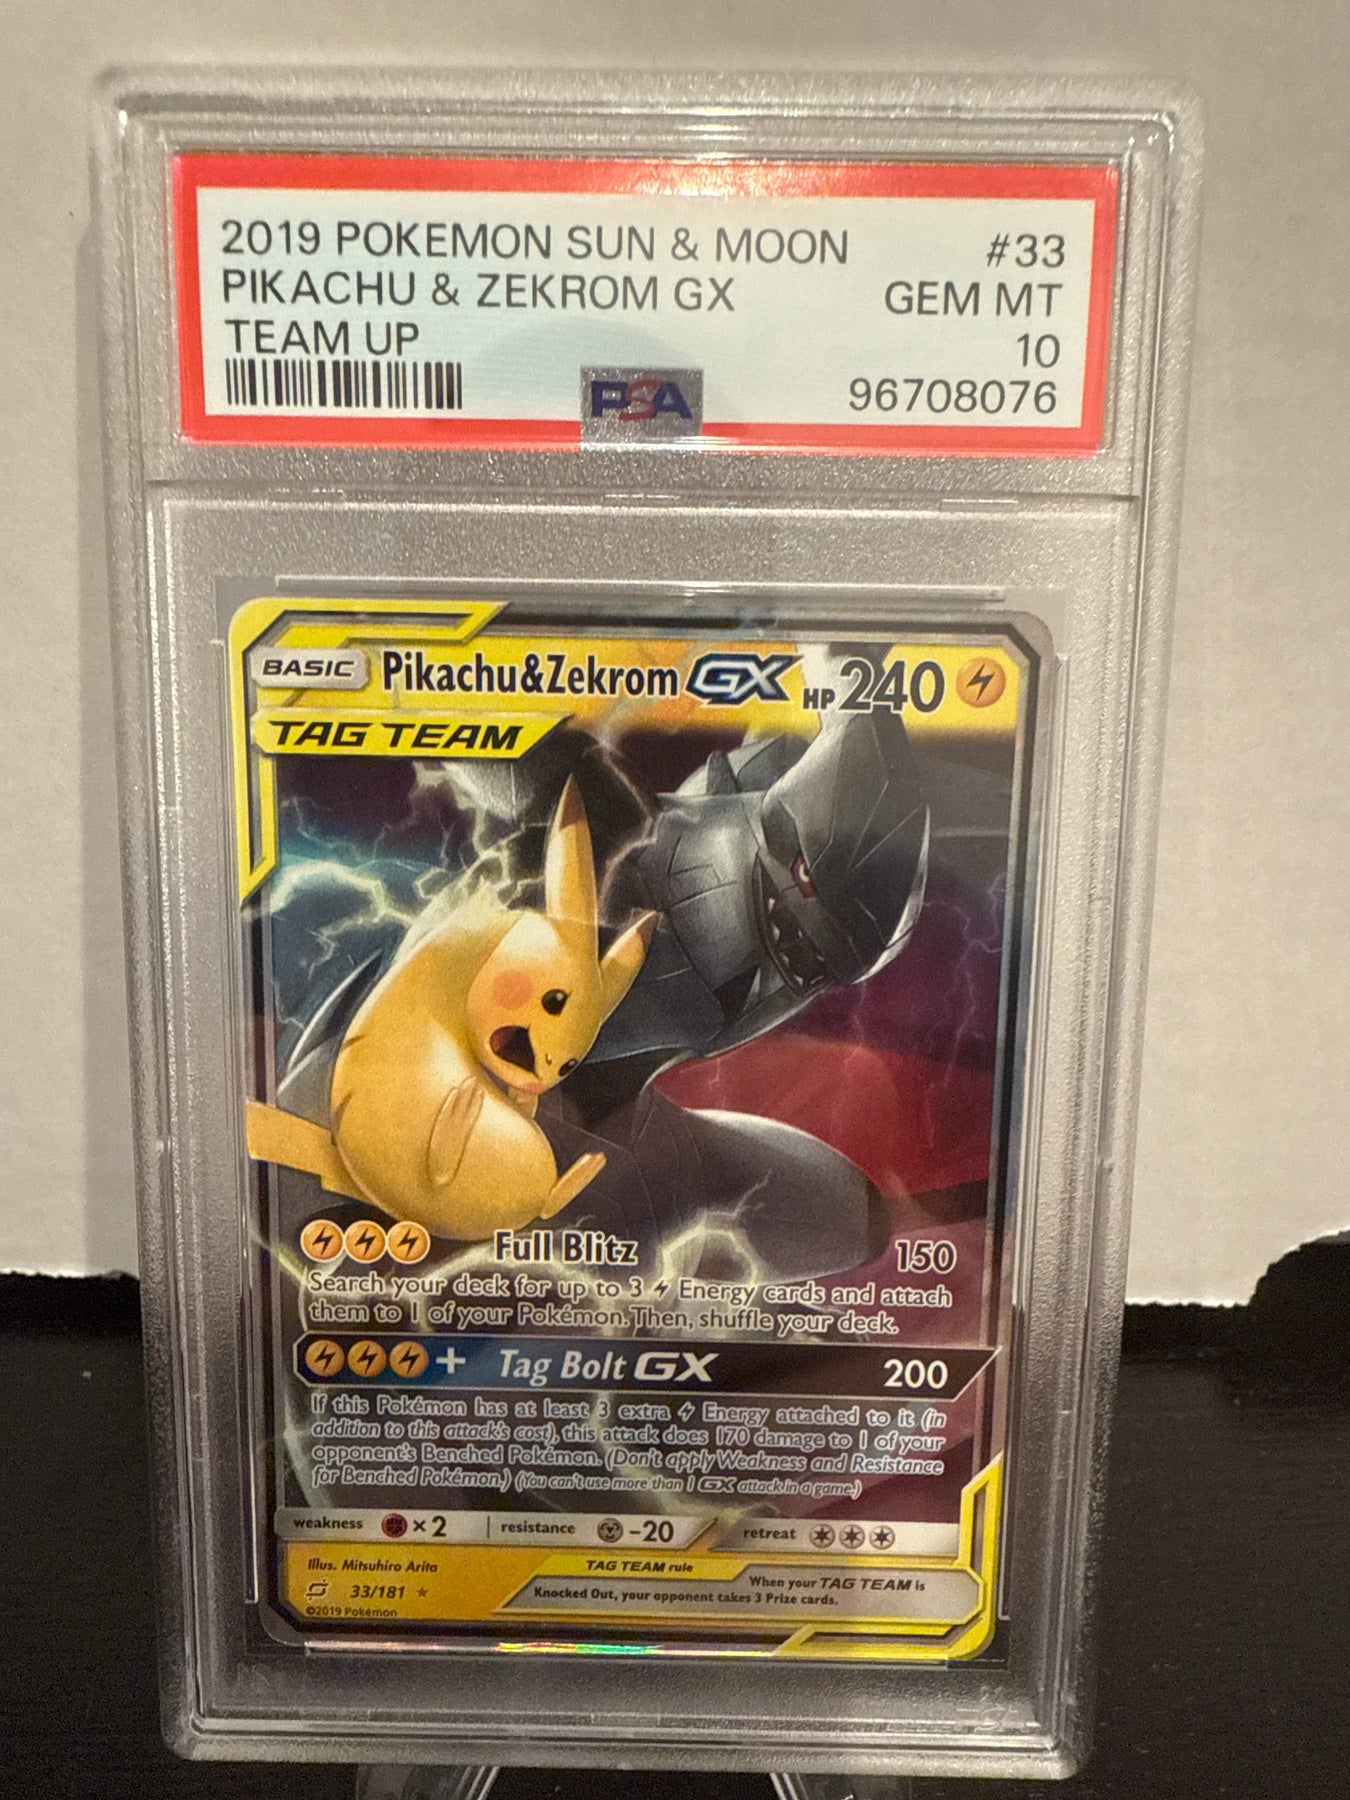 2019 POKEMON SUN & MOON #33
PIKACHU & ZEKROM GX GEM MT
TEAM UP 10
PSA 96708076
BASIC Pikachu&Zekrom GX HP 240
TAG TEAM
Full Blitz 150
Search your deck for up to 3 Energy cards and attach
them to 1 of your Pokémon. Then, shuffle your deck.
+ Tag Bolt GX 200
If this Pokémon has at least 3 extra Energy attached to it (in
addition to this attack's cost), this attack does 170 damage to 1 of your
opponent's Benched Pokémon. (Don't apply Weakness and Resistance
for Benched Pokémon.) (You can't use more than 1 GX attack in a game.)
weakness ×2 resistance -20 retreat
Illus. Mitsuhiro Arita
TAG TEAM rule
33/181
When your TAG TEAM is
Knocked Out, your opponent takes 3 Prize cards.
©2019 Pokémon